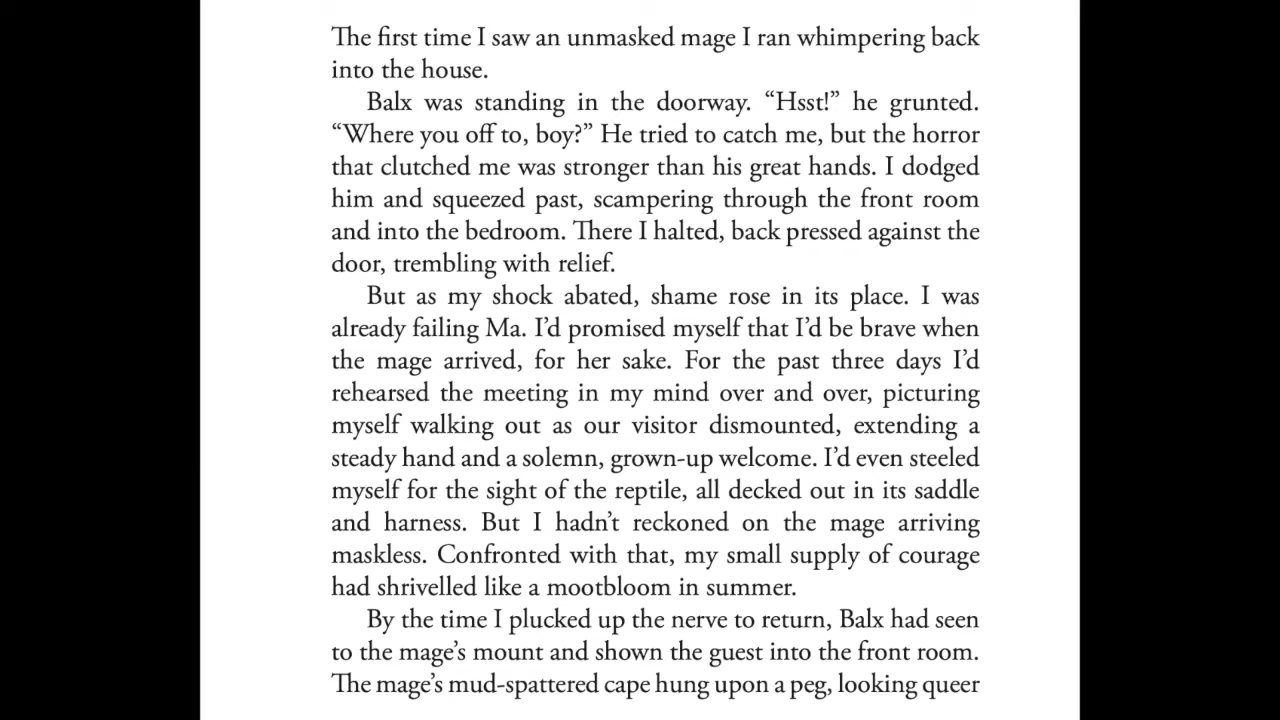 The first time I saw an unmasked mage I ran whimpering back
into the house.
Balx was standing in the doorway. “Hsst!” he grunted.
“Where you off to, boy?” He tried to catch me, but the horror
that clutched me was stronger than his great hands. I dodged
him and squeezed past, scampering through the front room
and into the bedroom. There I halted, back pressed against the
door, trembling with relief.
But as my shock abated, shame rose in its place. I was
already failing Ma. I’d promised myself that I’d be brave when
the mage arrived, for her sake. For the past three days I’d
rehearsed the meeting in my mind over and over, picturing
myself walking out as our visitor dismounted, extending a
steady hand and a solemn, grown-up welcome. I’d even steeled
myself for the sight of the reptile, all decked out in its saddle
and harness. But I hadn’t reckoned on the mage arriving
maskless. Confronted with that, my small supply of courage
had shrivelled like a mootbloom in summer.
By the time I plucked up the nerve to return, Balx had seen
to the mage’s mount and shown the guest into the front room.
The mage’s mud-spattered cape hung upon a peg, looking queer